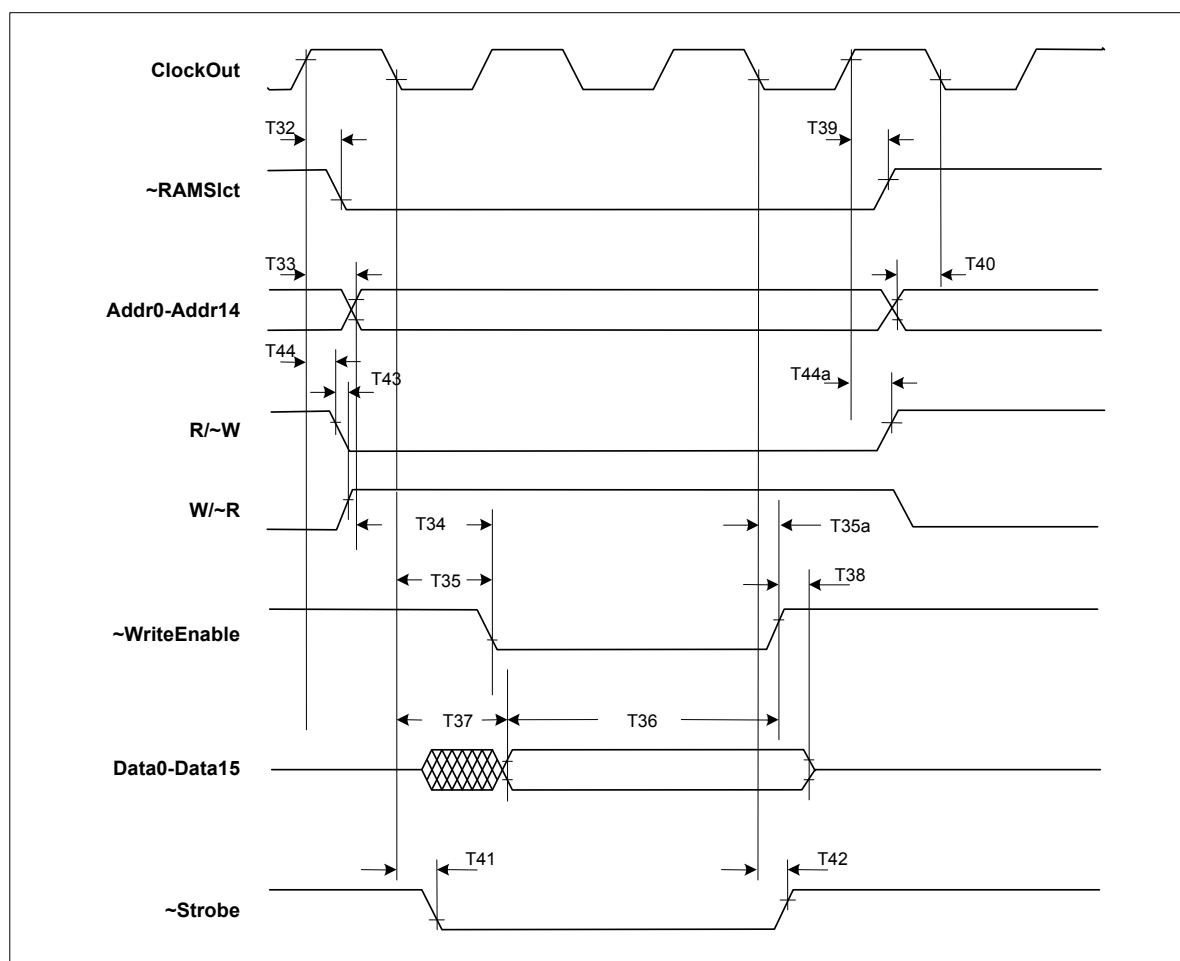 ClockOut
T32
T39
~RAMSlct
T33
T40
Addr0-Addr14
T44
T43
T44a
R/~W
W/~R
T34
T35a
T35
T38
~WriteEnable
T37
T36
Data0-Data15
T41
T42
~Strobe